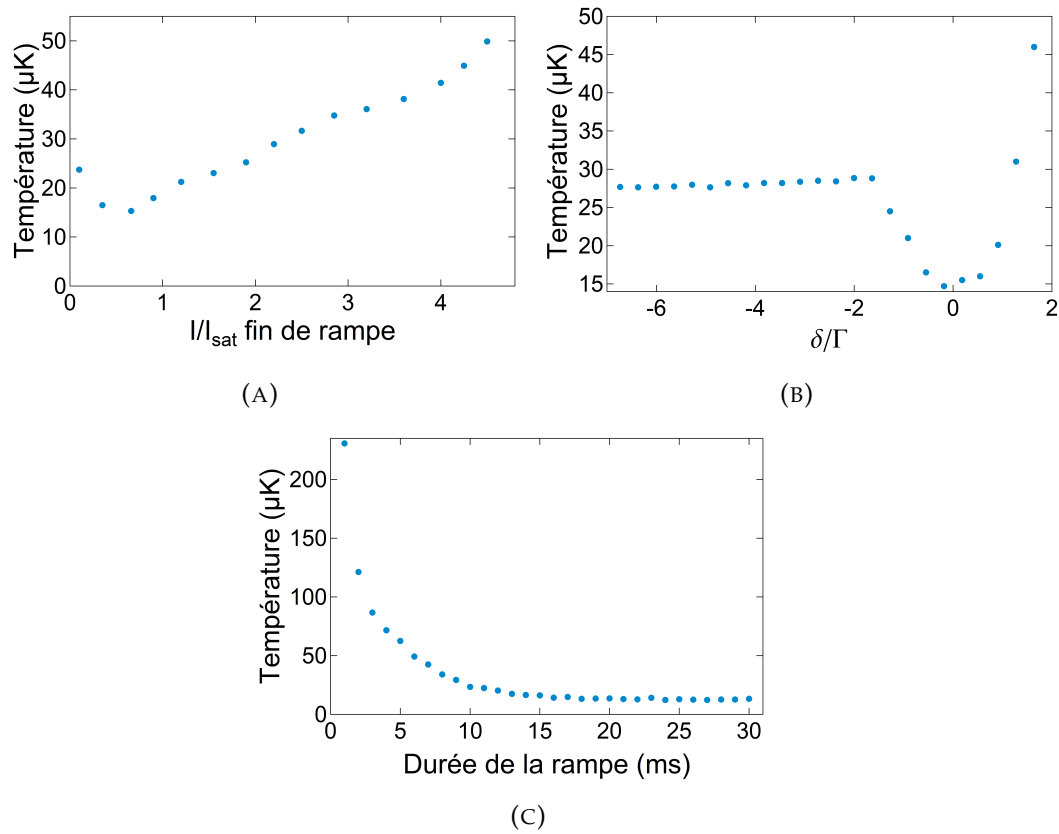 Température (µK)
50
40
30
20
10
0
0 1 2 3 4
I/I_sat fin de rampe
(A)
Température (µK)
50
45
40
35
30
25
20
15
-6 -4 -2 0 2
δ/Γ
(B)
Température (µK)
200
150
100
50
0
0 5 10 15 20 25 30
Durée de la rampe (ms)
(C)